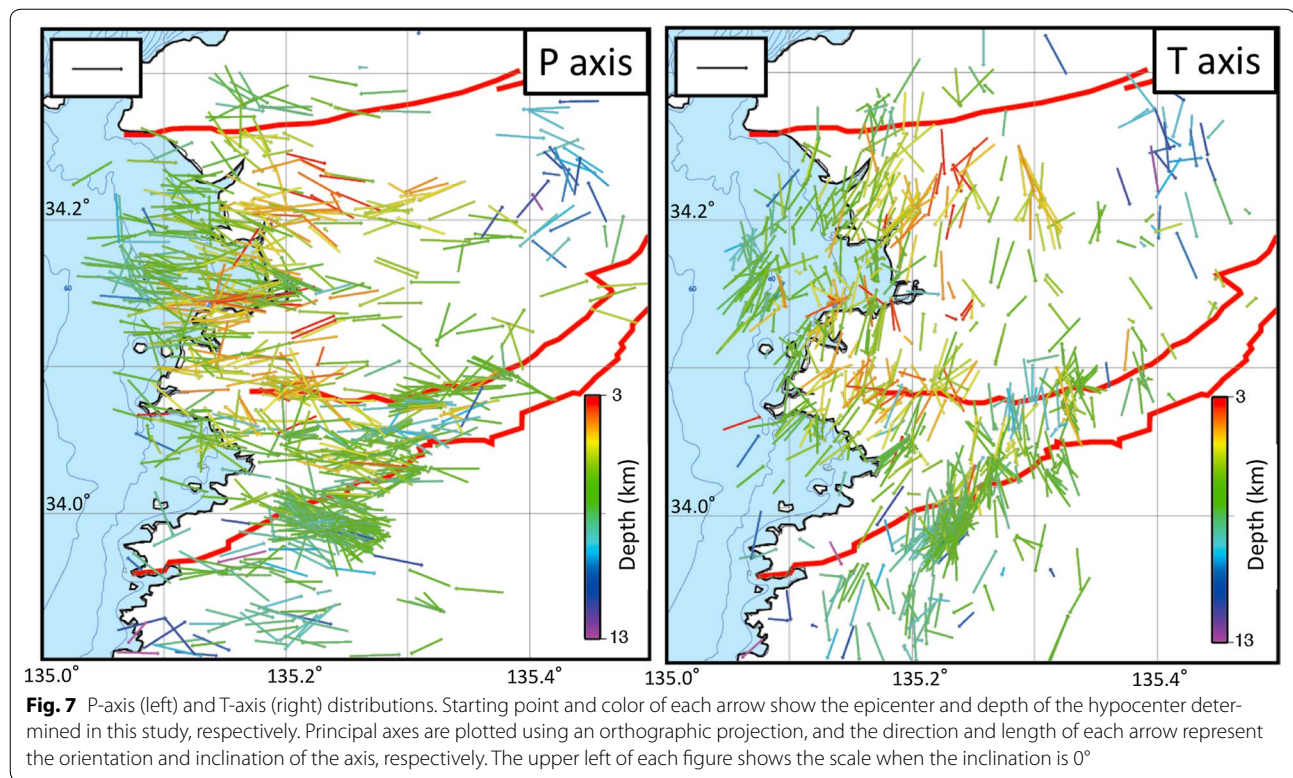 P axis
T axis
34.2°
34.2°
60
60
60
3
3
34.0°
34.0°
Depth (km)
Depth (km)
13
13
135.0°
135.2°
135.4°
135.0°
135.2°
135.4°
Fig. 7 P-axis (left) and T-axis (right) distributions. Starting point and color of each arrow show the epicenter and depth of the hypocenter deter-
mined in this study, respectively. Principal axes are plotted using an orthographic projection, and the direction and length of each arrow represent
the orientation and inclination of the axis, respectively. The upper left of each figure shows the scale when the inclination is 0°